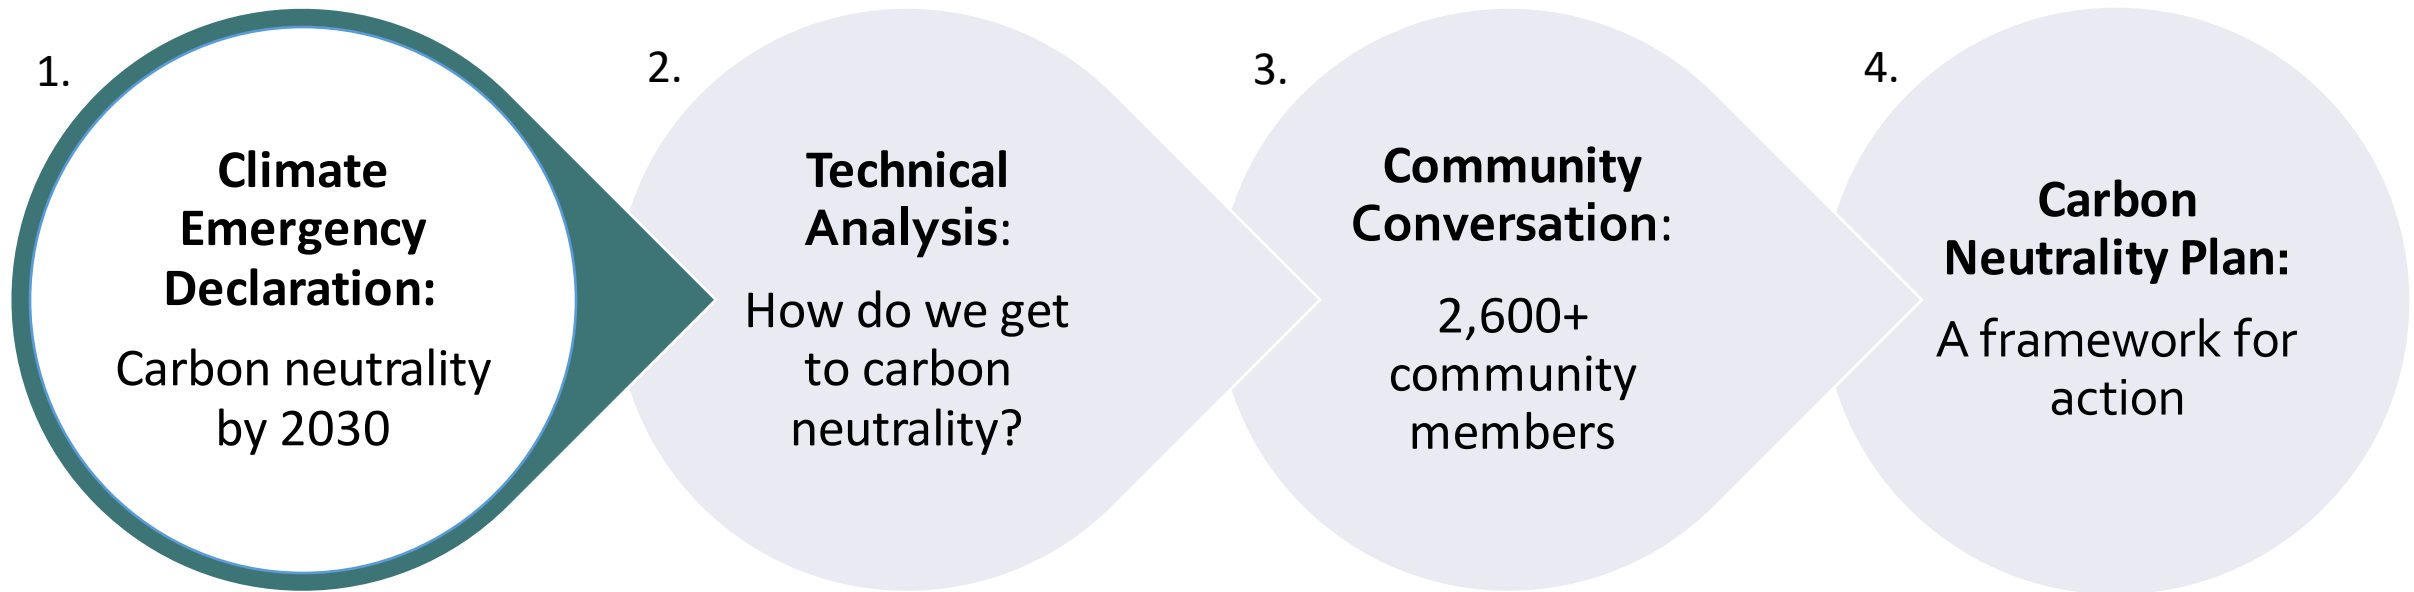 1.
Climate
Emergency
Declaration:
Carbon neutrality
by 2030
2.
Technical
Analysis:
How do we get
to carbon
neutrality?
3.
Community
Conversation:
2,600+
community
members
4.
Carbon
Neutrality Plan:
A framework for
action